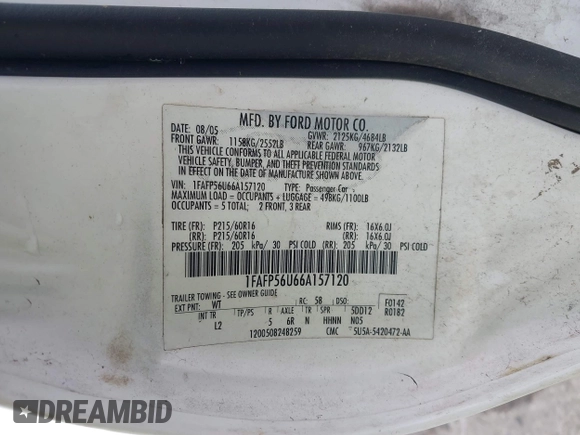 MFD. BY FORD MOTOR CO.
DATE: 08/05 GVWR: 2125KG/4684LB
FRONT GAWR: 1158KG/2552LB REAR GAWR: 967KG/2132LB
THIS VEHICLE CONFORMS TO ALL APPLICABLE FEDERAL MOTOR
VEHICLE SAFETY, BUMPER, AND THEFT PREVENTION STANDARDS
IN EFFECT ON THE DATE OF MANUFACTURE SHOWN ABOVE.
VIN: 1FAFP56U66A157120 TYPE: Passenger Car
MAXIMUM LOAD = OCCUPANTS + LUGGAGE = 498KG/1100LB
OCCUPANTS = 5 TOTAL; 2 FRONT, 3 REAR
TIRE (FR): P215/60R16 RIMS (FR): 16X6.0J
(RR): P215/60R16 (RR): 16X6.0J
PRESSURE (FR): 205 kPa/ 30 PSI COLD (RR): 205 kPa/ 30 PSI COLD
1FAFP56U66A157120
TRAILER TOWING - SEE OWNER GUIDE
EXT PNT: WT RC: 58 DSO: F0142
INT TR TP/PS R AXLE TR SPR 5DD12 R0182
L2 5 6R N HHNN N05
1200508248259 CMC 5U5A-5420472-AA
DREAMBID